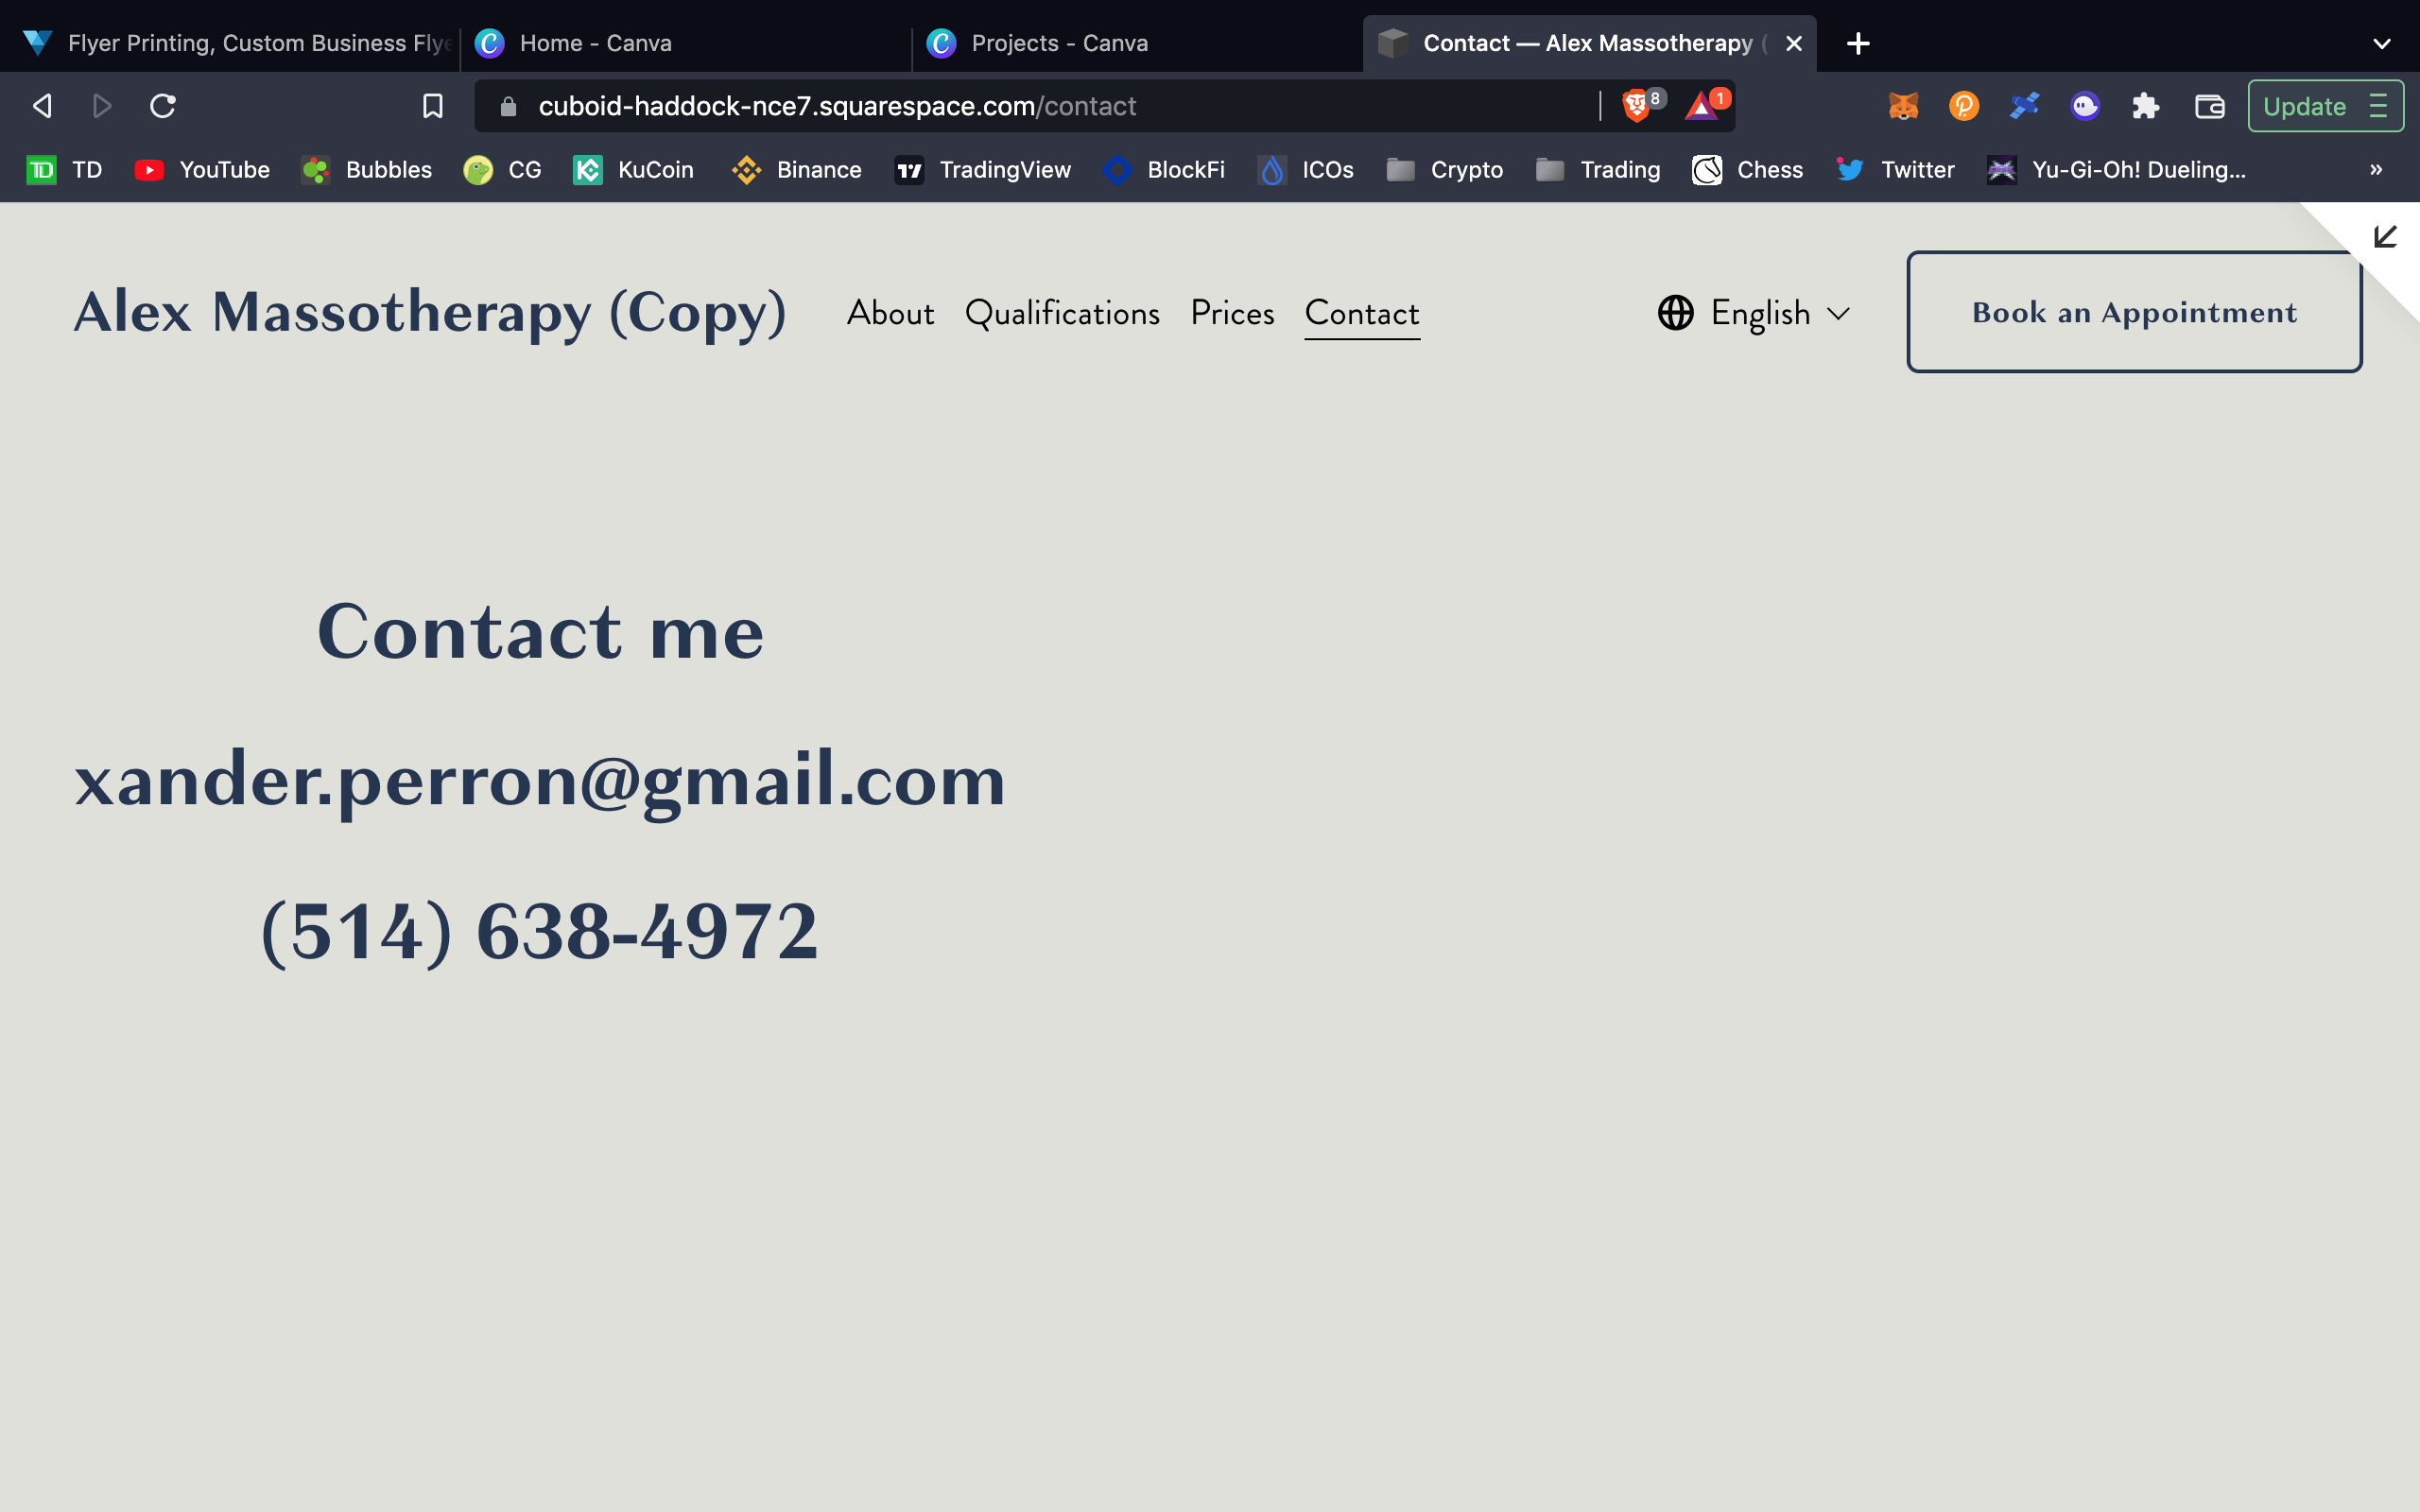 Flyer Printing, Custom Business Flye
Home - Canva
Projects - Canva
Contact — Alex Massotherapy (
cuboid-haddock-nce7.squarespace.com/contact
8
1
Update
TD
YouTube
Bubbles
CG
KuCoin
Binance
TradingView
BlockFi
ICOs
Crypto
Trading
Chess
Twitter
Yu-Gi-Oh! Dueling...
»
Alex Massotherapy (Copy)
About
Qualifications
Prices
Contact
English
Book an Appointment
Contact me
xander.perron@gmail.com
(514) 638-4972